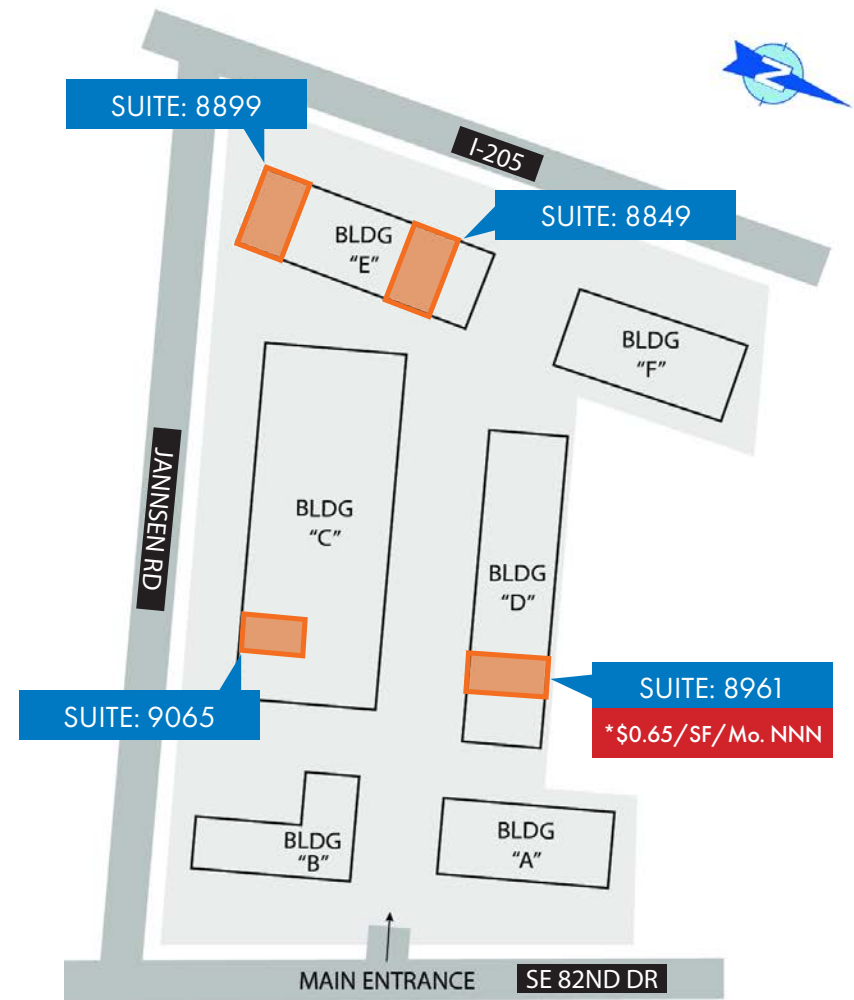 N
SUITE: 8899
I-205
SUITE: 8849
BLDG
“E”
BLDG
“F”
JANNSEN RD
BLDG
“C”
BLDG
“D”
SUITE: 9065
SUITE: 8961
*$0.65/SF/Mo. NNN
BLDG
“B”
BLDG
“A”
MAIN ENTRANCE
SE 82ND DR